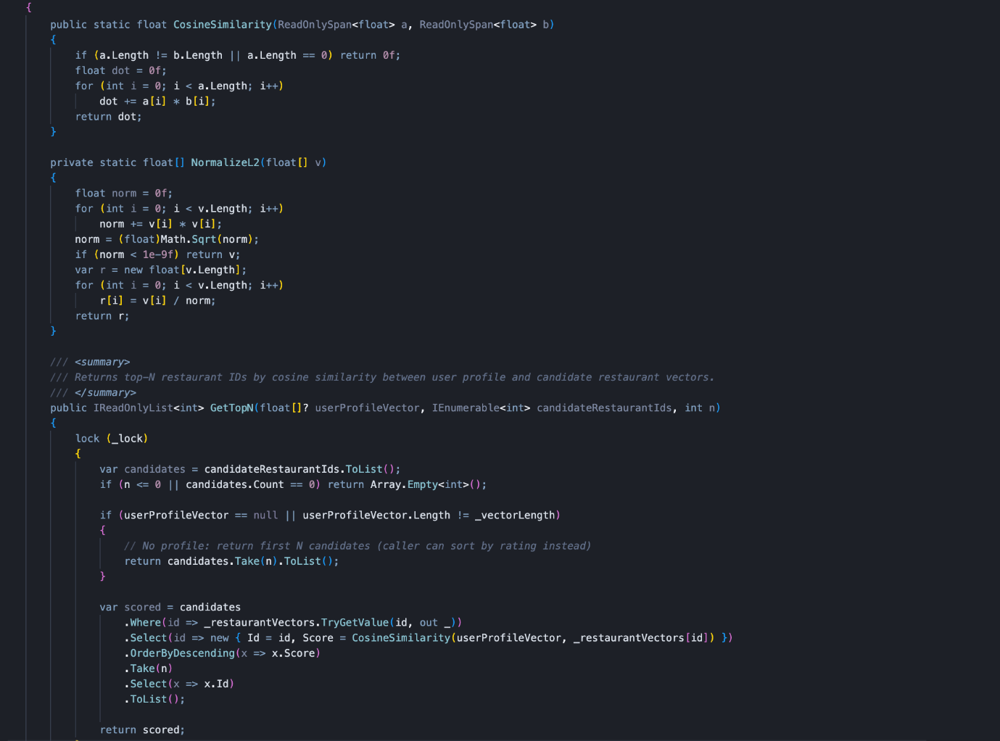 {
public static float CosineSimilarity(ReadOnlySpan<float> a, ReadOnlySpan<float> b)
{
if (a.Length != b.Length || a.Length == 0) return 0f;
float dot = 0f;
for (int i = 0; i < a.Length; i++)
dot += a[i] * b[i];
return dot;
}
private static float[] NormalizeL2(float[] v)
{
float norm = 0f;
for (int i = 0; i < v.Length; i++)
norm += v[i] * v[i];
norm = (float)Math.Sqrt(norm);
if (norm < 1e-9f) return v;
var r = new float[v.Length];
for (int i = 0; i < v.Length; i++)
r[i] = v[i] / norm;
return r;
}
/// <summary>
/// Returns top-N restaurant IDs by cosine similarity between user profile and candidate restaurant vectors.
/// </summary>
public IReadOnlyList<int> GetTopN(float[]? userProfileVector, IEnumerable<int> candidateRestaurantIds, int n)
{
lock (_lock)
{
var candidates = candidateRestaurantIds.ToList();
if (n <= 0 || candidates.Count == 0) return Array.Empty<int>();
if (userProfileVector == null || userProfileVector.Length != _vectorLength)
{
// No profile: return first N candidates (caller can sort by rating instead)
return candidates.Take(n).ToList();
}
var scored = candidates
.Where(id => _restaurantVectors.TryGetValue(id, out _))
.Select(id => new { Id = id, Score = CosineSimilarity(userProfileVector, _restaurantVectors[id]) })
.OrderByDescending(x => x.Score)
.Take(n)
.Select(x => x.Id)
.ToList();
return scored;